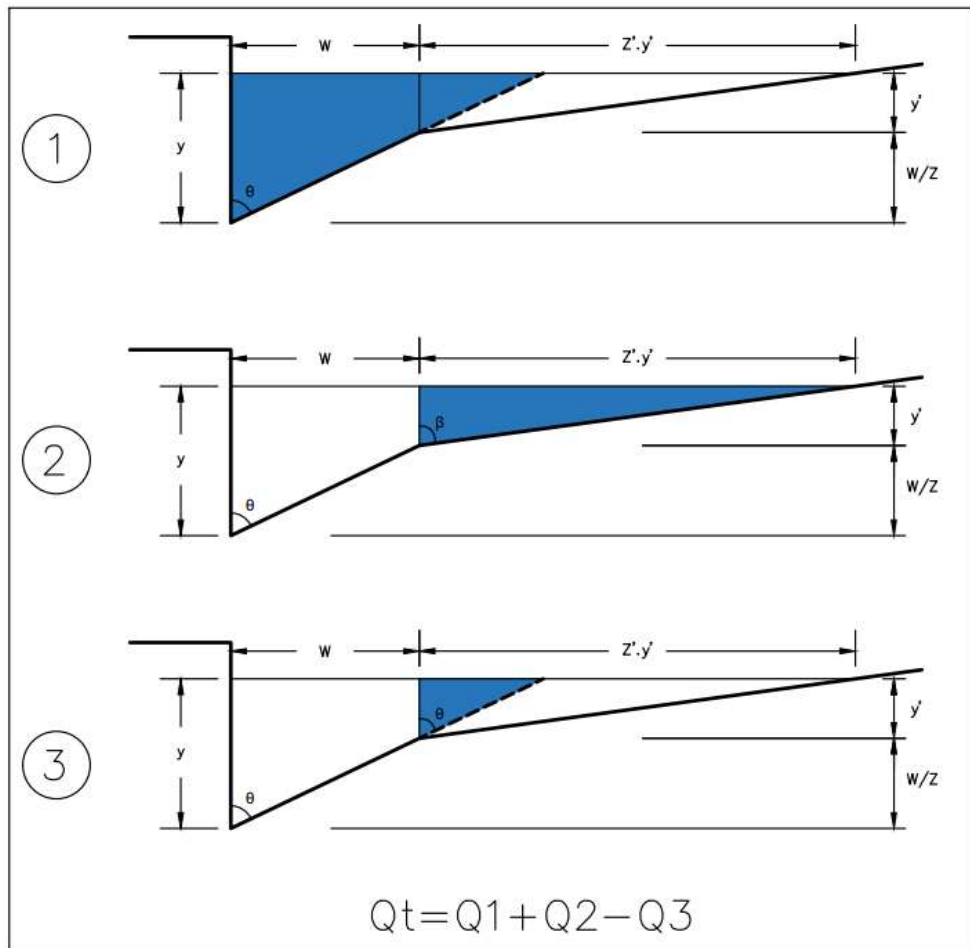 W Z'.y'
y'
1
y
θ
W/Z
W Z'.y'
y'
β
2
y
θ
W/Z
W Z'.y'
θ
y'
3
y
θ
W/Z
Qt=Q1+Q2-Q3